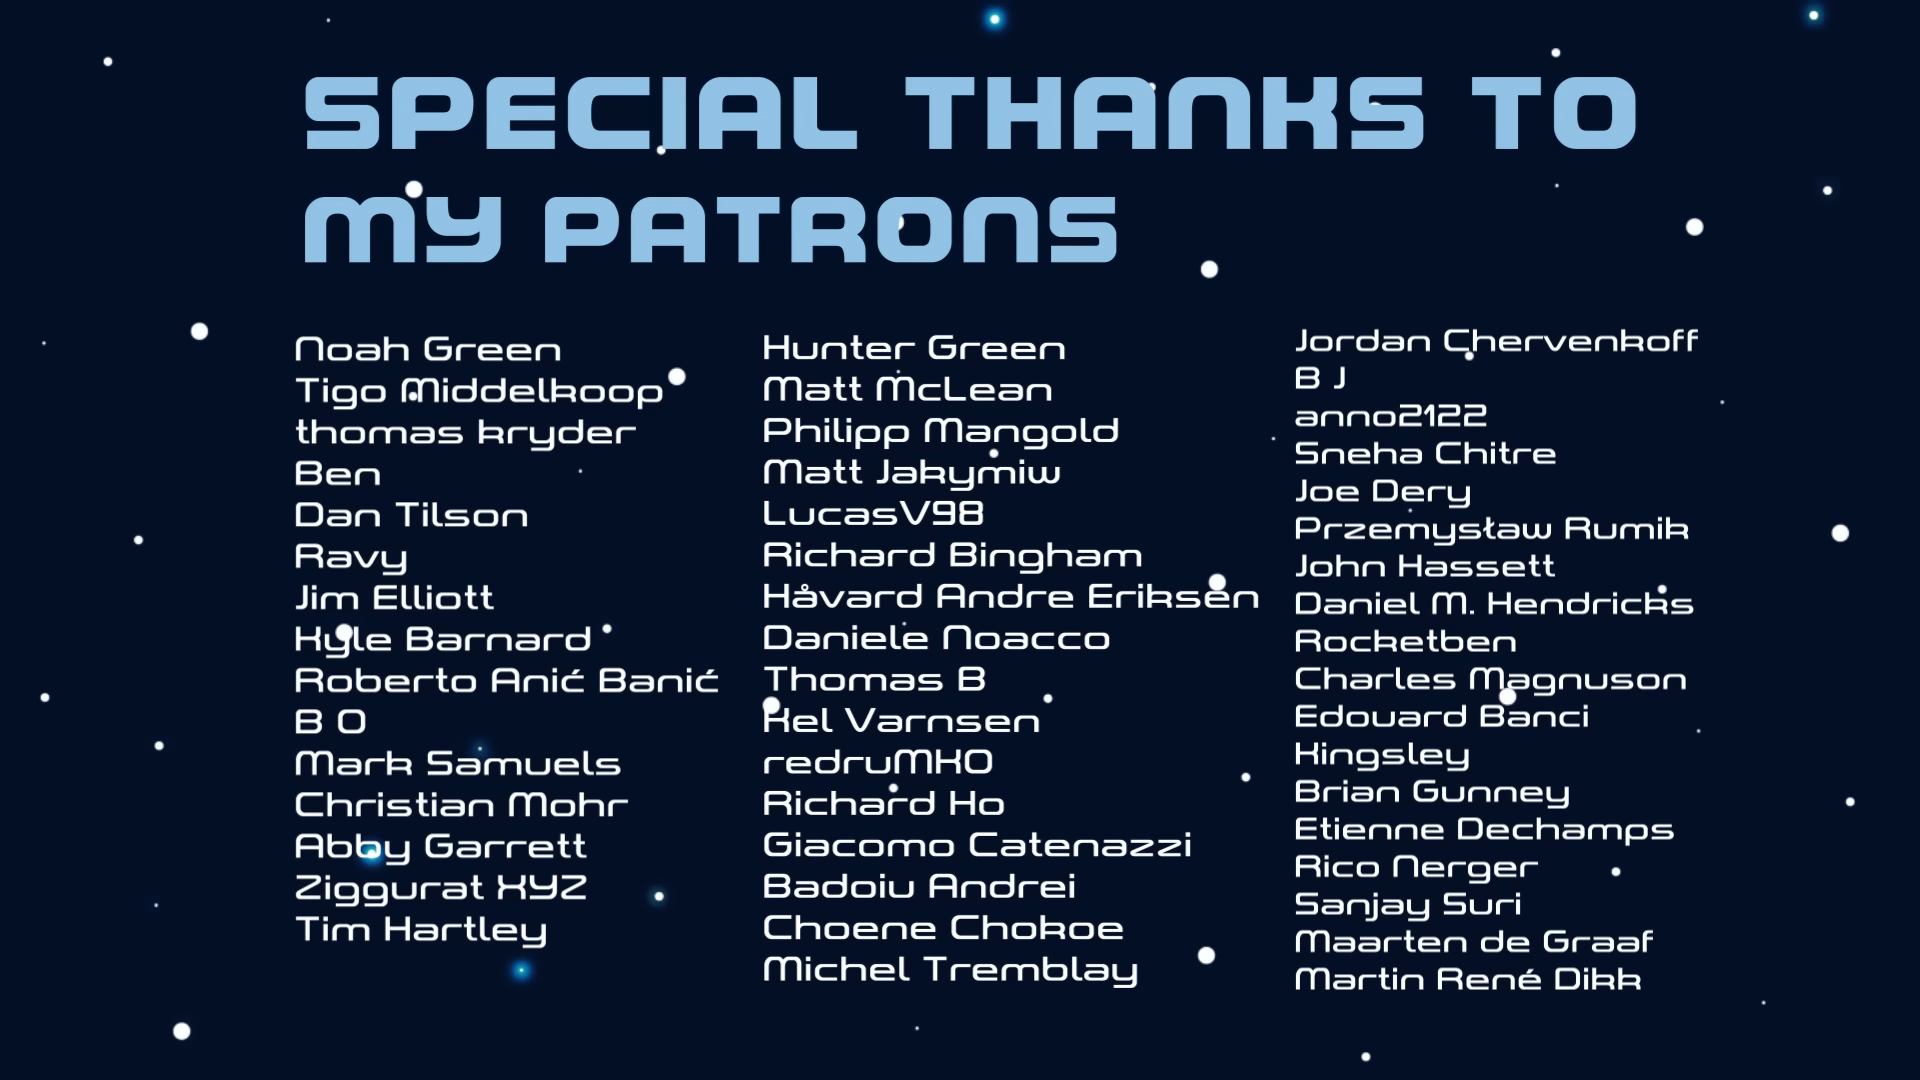 SPECIAL THANKS TO
MY PATRONS
Noah Green
Tigo Middelkoop
thomas kryder
Ben
Dan Tilson
Ravy
Jim Elliott
Kyle Barnard
Roberto Anić Banić
B O
Mark Samuels
Christian Mohr
Abby Garrett
Ziggurat XYZ
Tim Hartley
Hunter Green
Matt McLean
Philipp Mangold
Matt Jakymiw
LucasV98
Richard Bingham
Håvard Andre Eriksen
Daniele Noacco
Thomas B
Kel Varnsen
redruMKO
Richard Ho
Giacomo Catenazzi
Badoiu Andrei
Choene Chokoe
Michel Tremblay
Jordan Chervenkoff
B J
anno2122
Sneha Chitre
Joe Dery
Przemysław Rumik
John Hassett
Daniel M. Hendricks
Rocketben
Charles Magnuson
Edouard Banci
Kingsley
Brian Gunney
Etienne Dechamps
Rico Nerger
Sanjay Suri
Maarten de Graaf
Martin René Dikk